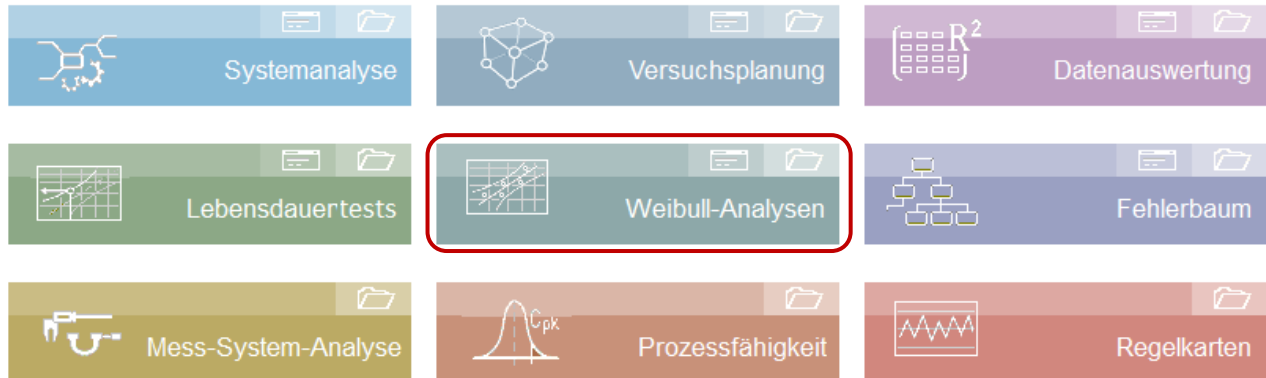 Systemanalyse
Versuchsplanung
R²
Datenauswertung
Lebensdauertests
Weibull-Analysen
Fehlerbaum
Mess-System-Analyse
Cpk
Prozessfähigkeit
Regelkarten